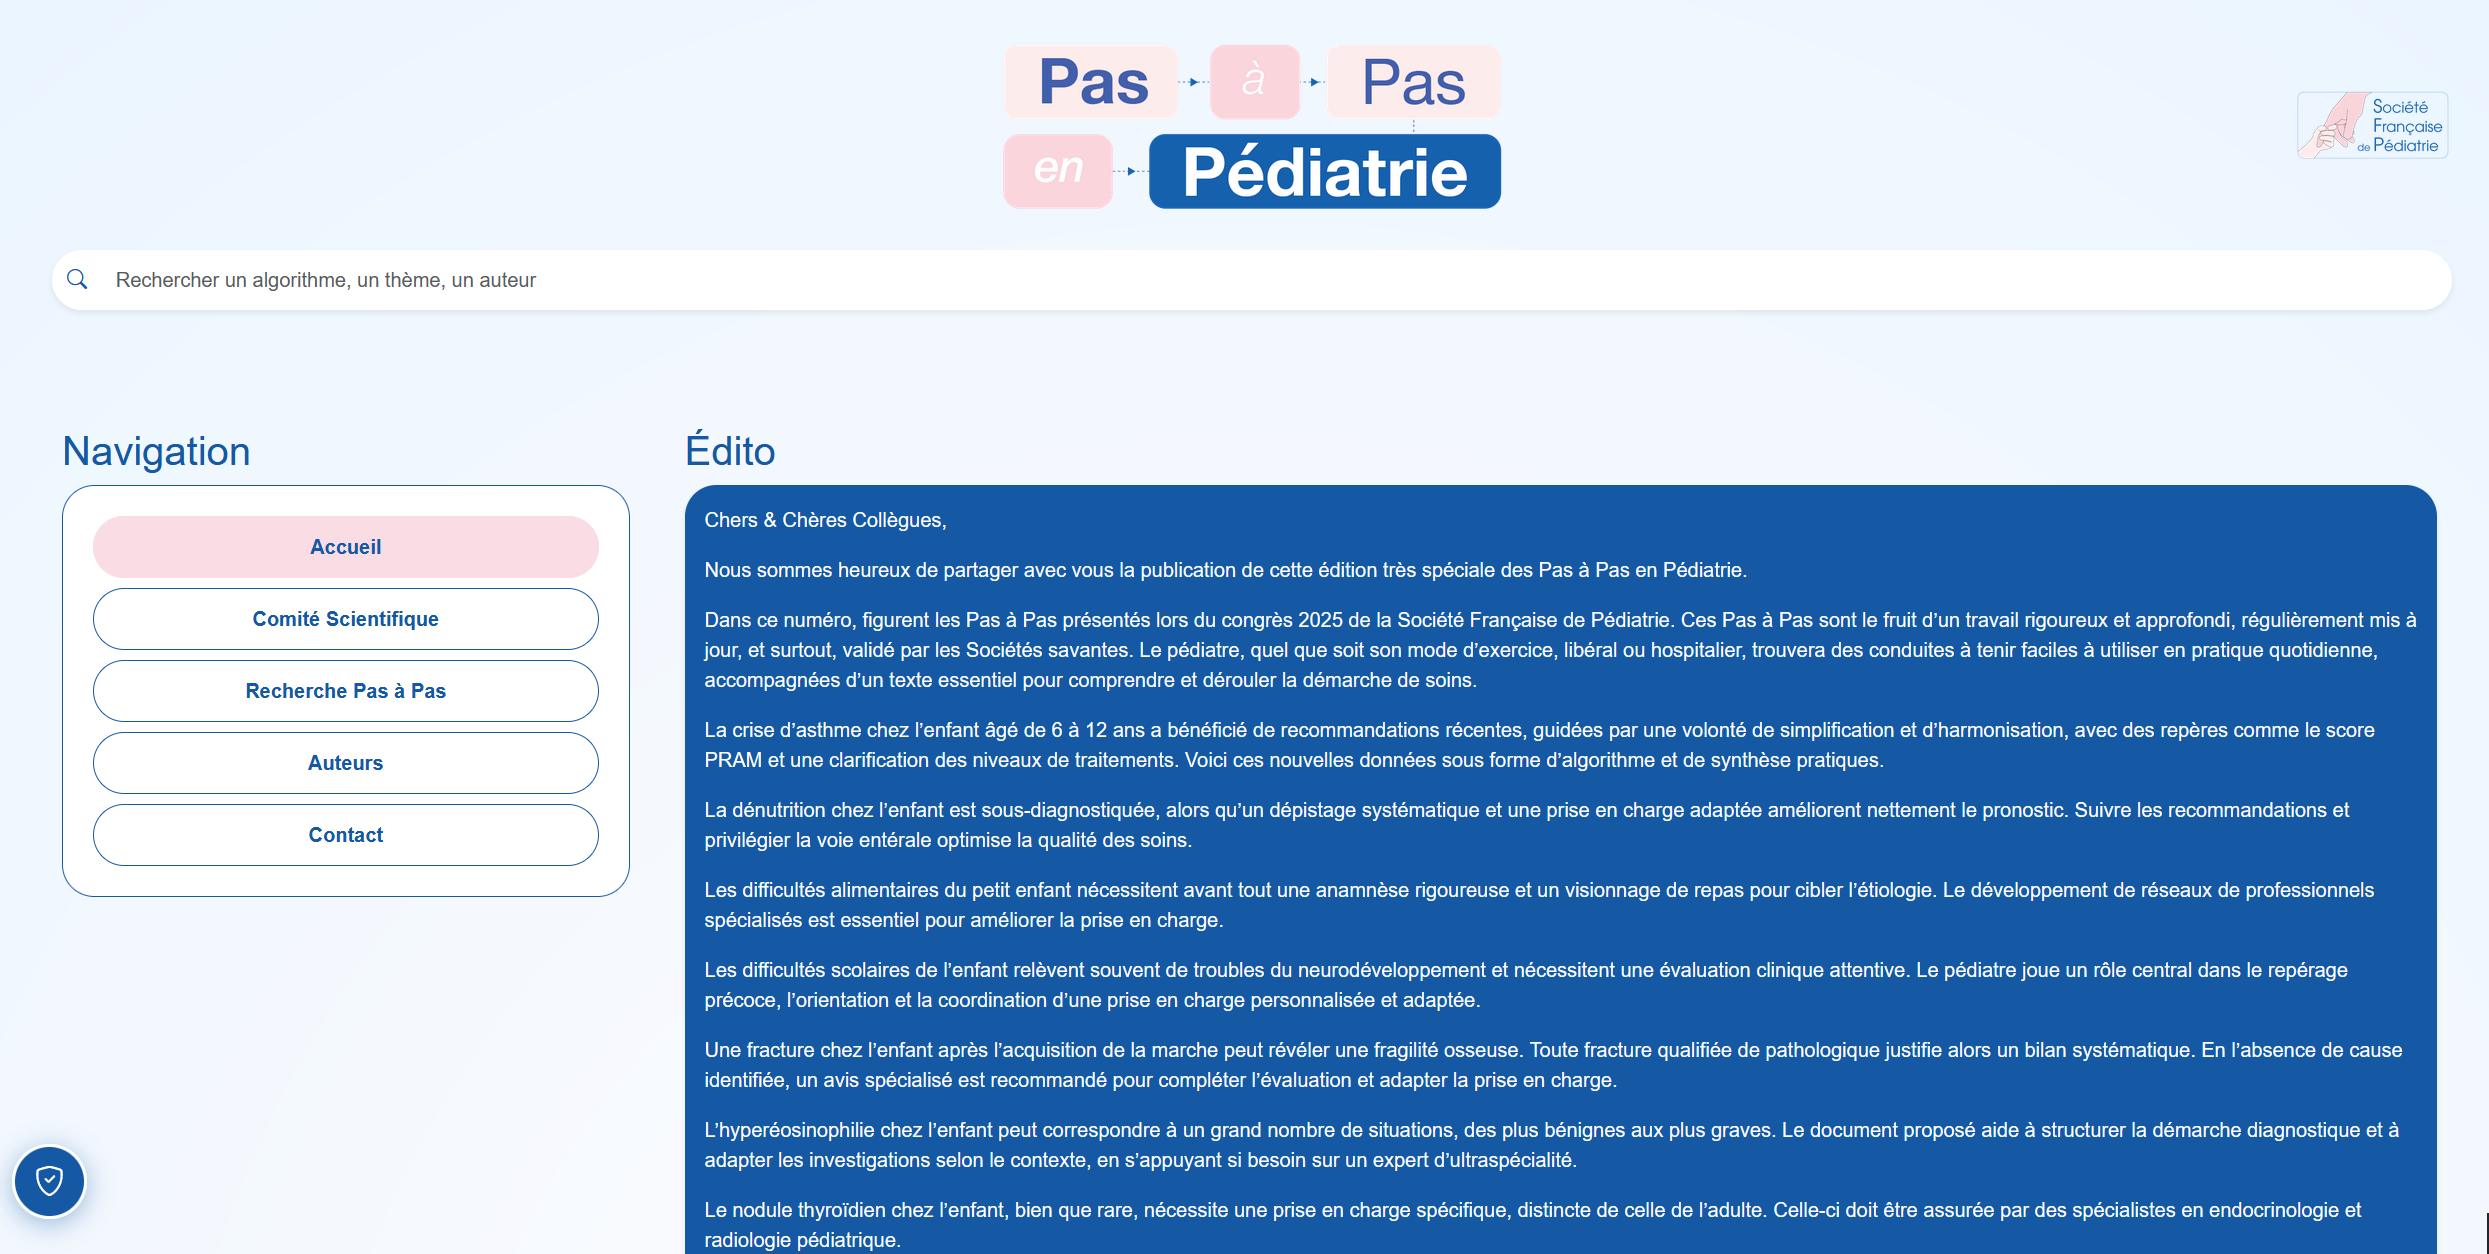 Pas à Pas
en Pédiatrie
Société
Française
de Pédiatrie
Rechercher un algorithme, un thème, un auteur
Navigation
Accueil
Comité Scientifique
Recherche Pas à Pas
Auteurs
Contact
Édito
Chers & Chères Collègues,
Nous sommes heureux de partager avec vous la publication de cette édition très spéciale des Pas à Pas en Pédiatrie.
Dans ce numéro, figurent les Pas à Pas présentés lors du congrès 2025 de la Société Française de Pédiatrie. Ces Pas à Pas sont le fruit d’un travail rigoureux et approfondi, régulièrement mis à
jour, et surtout, validé par les Sociétés savantes. Le pédiatre, quel que soit son mode d’exercice, libéral ou hospitalier, trouvera des conduites à tenir faciles à utiliser en pratique quotidienne,
accompagnées d’un texte essentiel pour comprendre et dérouler la démarche de soins.
La crise d’asthme chez l’enfant âgé de 6 à 12 ans a bénéficié de recommandations récentes, guidées par une volonté de simplification et d’harmonisation, avec des repères comme le score
PRAM et une clarification des niveaux de traitements. Voici ces nouvelles données sous forme d’algorithme et de synthèse pratiques.
La dénutrition chez l’enfant est sous-diagnostiquée, alors qu’un dépistage systématique et une prise en charge adaptée améliorent nettement le pronostic. Suivre les recommandations et
privilégier la voie entérale optimise la qualité des soins.
Les difficultés alimentaires du petit enfant nécessitent avant tout une anamnèse rigoureuse et un visionnage de repas pour cibler l’étiologie. Le développement de réseaux de professionnels
spécialisés est essentiel pour améliorer la prise en charge.
Les difficultés scolaires de l’enfant relèvent souvent de troubles du neurodéveloppement et nécessitent une évaluation clinique attentive. Le pédiatre joue un rôle central dans le repérage
précoce, l’orientation et la coordination d’une prise en charge personnalisée et adaptée.
Une fracture chez l’enfant après l’acquisition de la marche peut révéler une fragilité osseuse. Toute fracture qualifiée de pathologique justifie alors un bilan systématique. En l’absence de cause
identifiée, un avis spécialisé est recommandé pour compléter l’évaluation et adapter la prise en charge.
L’hyperéosinophilie chez l’enfant peut correspondre à un grand nombre de situations, des plus bénignes aux plus graves. Le document proposé aide à structurer la démarche diagnostique et à
adapter les investigations selon le contexte, en s’appuyant si besoin sur un expert d’ultraspécialité.
Le nodule thyroïdien chez l’enfant, bien que rare, nécessite une prise en charge spécifique, distincte de celle de l’adulte. Celle-ci doit être assurée par des spécialistes en endocrinologie et
radiologie pédiatrique.